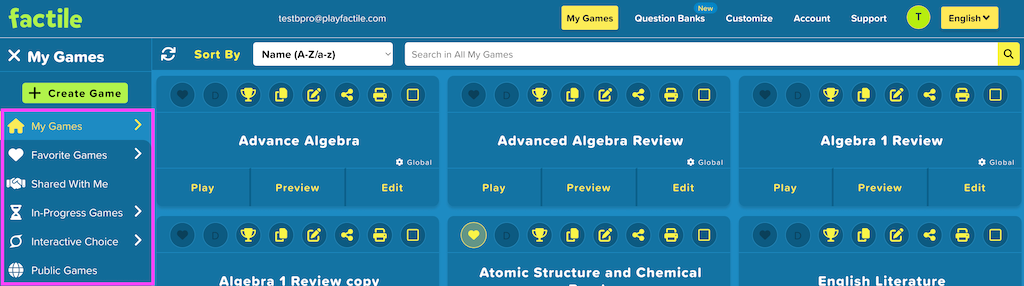 factile
testbpro@playfactile.com
My Games
Question Banks
New
Customize
Account
Support
T
English
My Games
Sort By
Name (A-Z/a-z)
Search in All My Games
Create Game
My Games
Favorite Games
Shared With Me
In-Progress Games
Interactive Choice
Public Games
D
Advance Algebra
Global
Play Preview Edit
D
Advanced Algebra Review
Global
Play Preview Edit
D
Algebra 1 Review
Global
Play Preview Edit
D
Algebra 1 Review copy
D
Atomic Structure and Chemical
D
English Literature